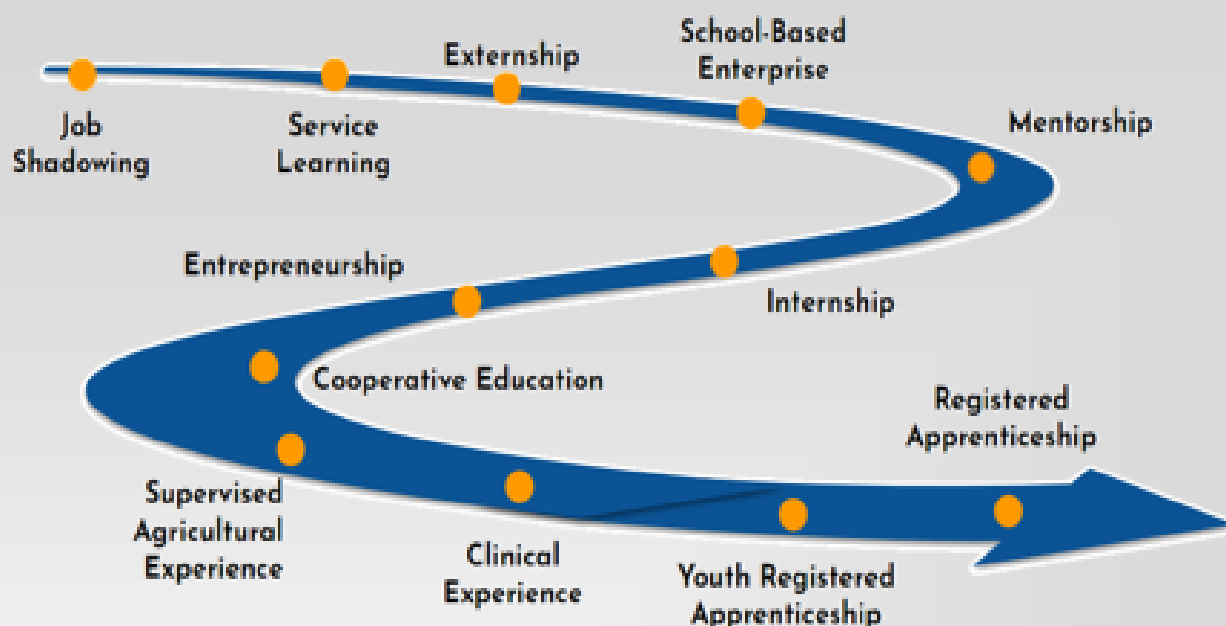 Job
Shadowing
Service
Learning
Externship
School-Based
Enterprise
Mentorship
Internship
Entrepreneurship
Cooperative Education
Supervised
Agricultural
Experience
Clinical
Experience
Youth Registered
Apprenticeship
Registered
Apprenticeship